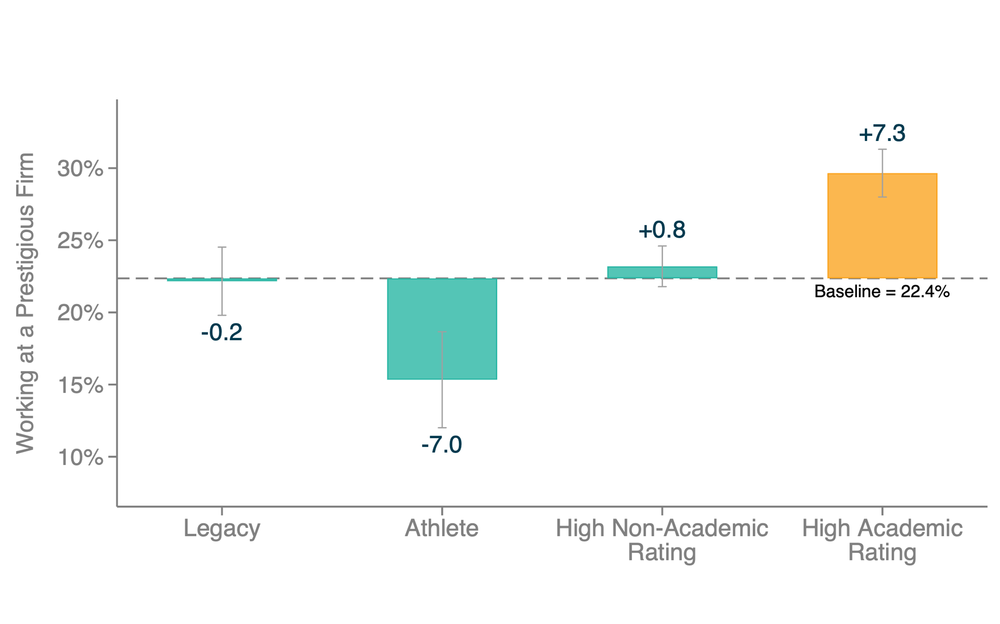 Working at a Prestigious Firm
30%
25%
20%
15%
10%
-0.2
-7.0
+0.8
+7.3
Baseline = 22.4%
Legacy
Athlete
High Non-Academic
Rating
High Academic
Rating